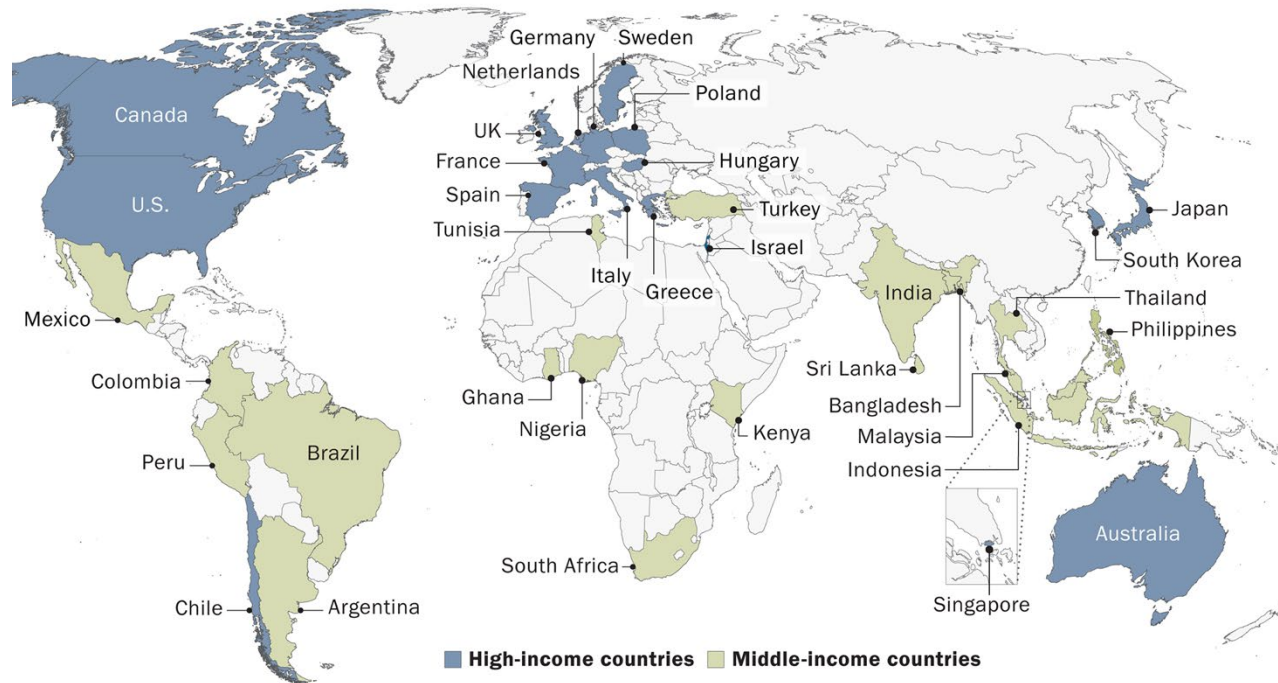 Germany
Sweden
Netherlands
Canada
Poland
UK
France
Hungary
Spain
U.S.
Turkey
Japan
Tunisia
Israel
South Korea
Italy
Greece
India
Thailand
Mexico
Philippines
Sri Lanka
Colombia
Ghana
Bangladesh
Nigeria
Kenya
Malaysia
Brazil
Peru
Indonesia
Australia
South Africa
Singapore
Chile
Argentina
High-income countries
Middle-income countries